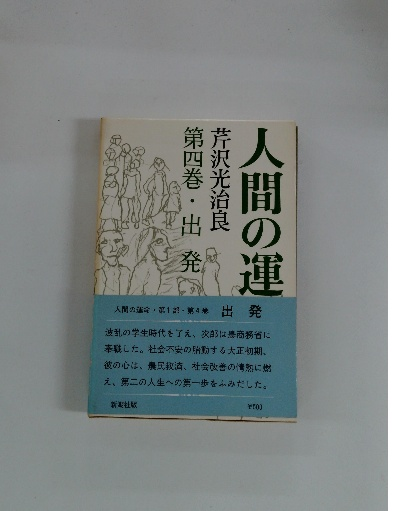 人間の運
芹沢光治良
第四巻・出発
人間の運命・第1部・第4巻 出発
波乱の学生時代を了え、次郎は農商務省に
奉職した。社会不安の胎動する大正初期、
彼の心は、農民救済、社会改善の情熱に燃
え、第二の人生への第一歩をふみだした。
新潮社版
¥500